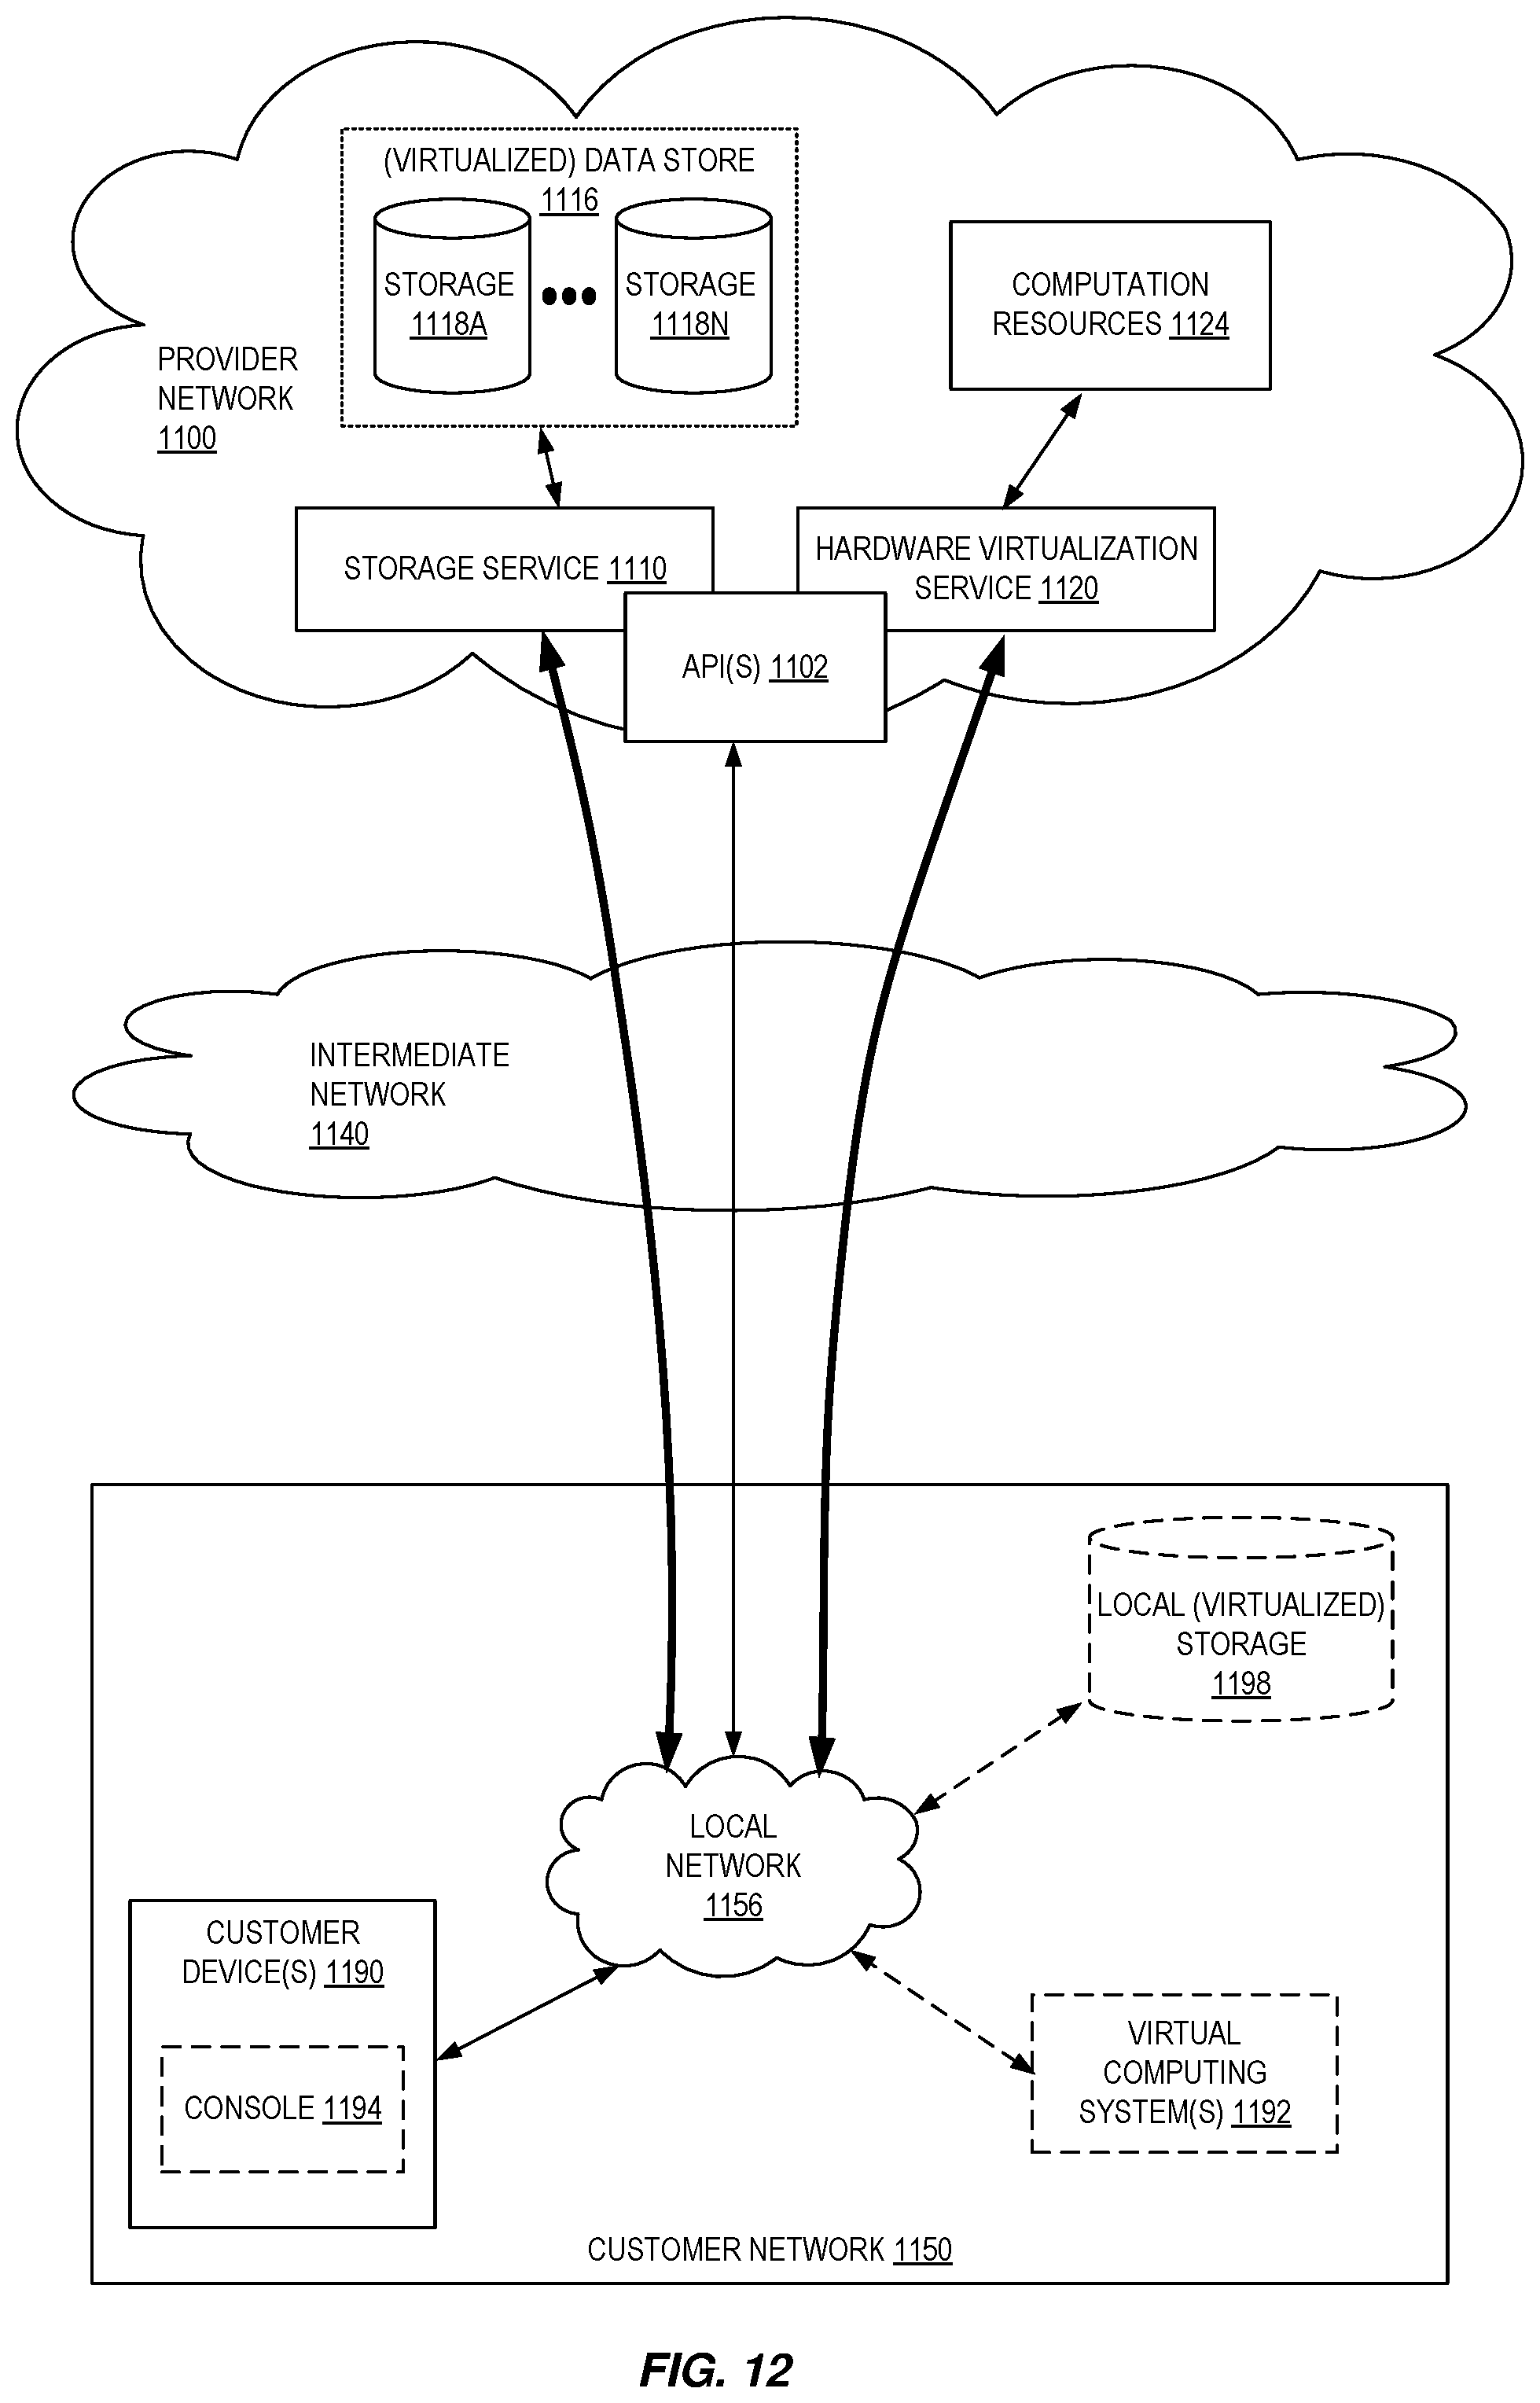 (VIRTUALIZED) DATA STORE
1116
STORAGE
1118A
STORAGE
1118N
COMPUTATION
RESOURCES 1124
PROVIDER
NETWORK
1100
STORAGE SERVICE 1110
HARDWARE VIRTUALIZATION
SERVICE 1120
API(S) 1102
INTERMEDIATE
NETWORK
1140
LOCAL (VIRTUALIZED)
STORAGE
1198
LOCAL
NETWORK
1156
CUSTOMER
DEVICE(S) 1190
CONSOLE 1194
VIRTUAL
COMPUTING
SYSTEM(S) 1192
CUSTOMER NETWORK 1150
FIG. 12